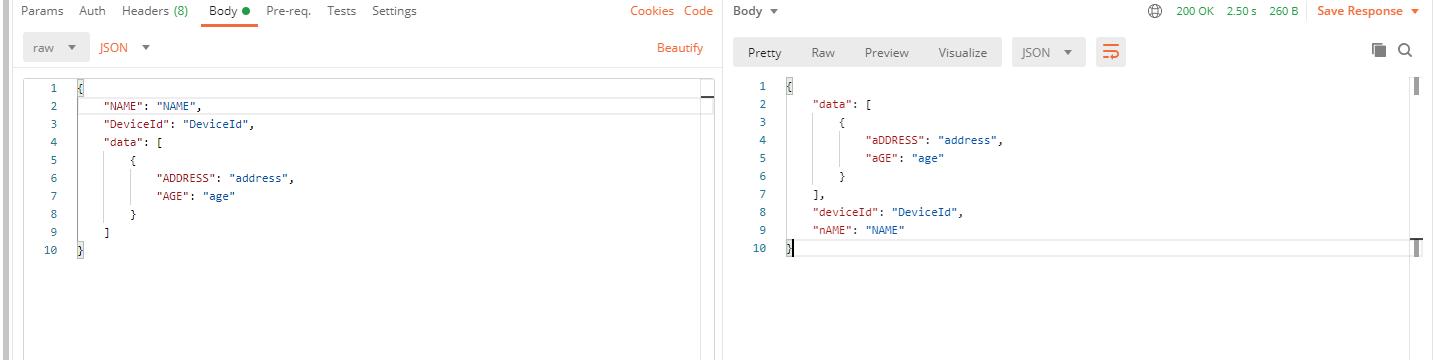 Params Auth Headers (8) Body Pre-req. Tests Settings Cookies Code
raw JSON Beautify
1 {
2 "NAME": "NAME",
3 "DeviceId": "DeviceId",
4 "data": [
5 {
6 "ADDRESS": "address",
7 "AGE": "age"
8 }
9 ]
10 }
Body 200 OK 2.50 s 260 B Save Response
Pretty Raw Preview Visualize JSON
1 {
2 "data": [
3 {
4 "aDDRESS": "address",
5 "aGE": "age"
6 }
7 ],
8 "deviceId": "DeviceId",
9 "nAME": "NAME"
10 }